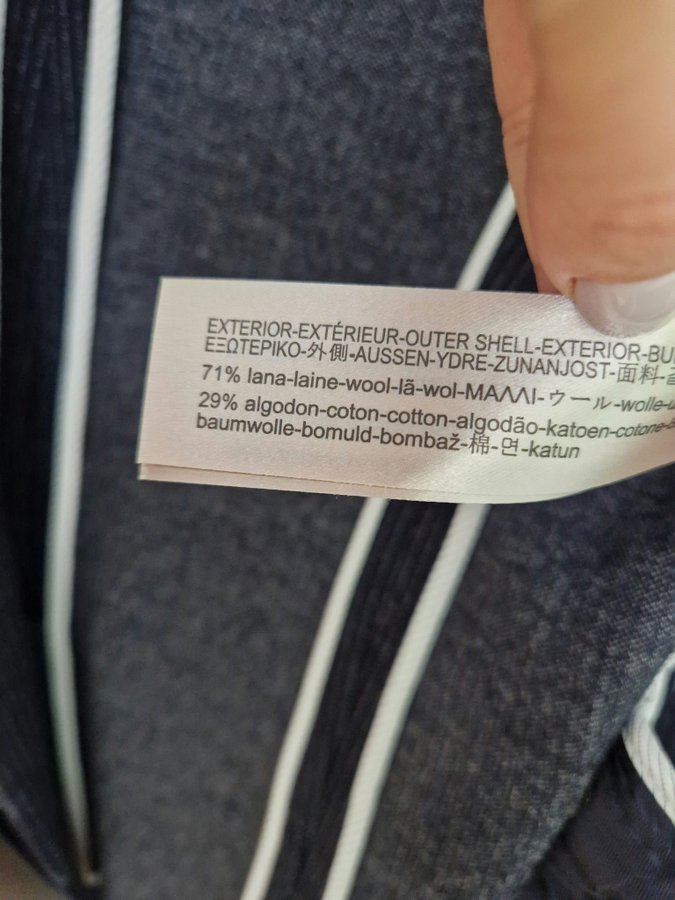 EXTERIOR-EXTÉRIEUR-OUTER SHELL-EXTERIOR-BU
ΕΞΩΤΕΡΙΚΟ-外側-AUSSEN-YDRE-ZUNANJOST-面料-
71% lana-laine-wool-lã-wol-ΜΑΛΛΙ-ウール-wolle-u
29% algodon-coton-cotton-algodão-katoen-cotone-
baumwolle-bomuld-bombaž-棉-면-katun